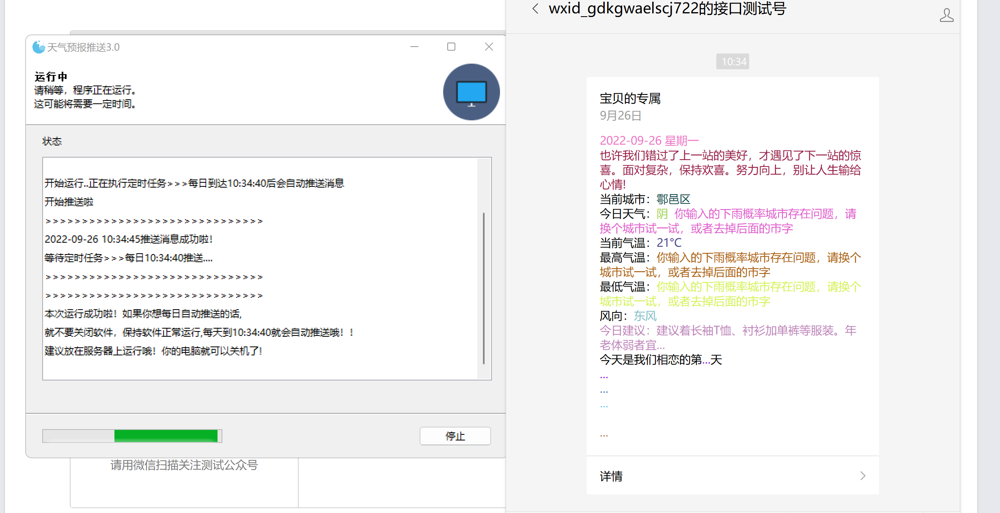 天气预报推送3.0
运行中
请稍等，程序正在运行。
这可能将需要一定时间。
状态
开始运行..正在执行定时任务>>>每日到达10:34:40后会自动推送消息
开始推送啦
>>>>>>>>>>>>>>>>>>>>>>>>>>>>>>
2022-09-26 10:34:45推送消息成功啦！
等待定时任务>>>每日10:34:40推送....
>>>>>>>>>>>>>>>>>>>>>>>>>>>>>>
>>>>>>>>>>>>>>>>>>>>>>>>>>>>>>
本次运行成功啦！如果你想每日自动推送的话,
就不要关闭软件，保持软件正常运行,每天到10:34:40就会自动推送哦！！
建议放在服务器上运行哦！你的电脑就可以关机了!
停止
请用微信扫描关注测试公众号
wxid_gdkgwaelscj722的接口测试号
10:34
宝贝的专属
9月26日
2022-09-26 星期一
也许我们错过了上一站的美好，才遇见了下一站的惊
喜。面对复杂，保持欢喜。努力向上，别让人生输给
心情!
当前城市：鄠邑区
今日天气：阴 你输入的下雨概率城市存在问题，请
换个城市试一试，或者去掉后面的市字
当前气温：21℃
最高气温：你输入的下雨概率城市存在问题，请换个
城市试一试，或者去掉后面的市字
最低气温：你输入的下雨概率城市存在问题，请换个
城市试一试，或者去掉后面的市字
风向：东风
今日建议：建议着长袖T恤、衬衫加单裤等服装。年
老体弱者宜...
今天是我们相恋的第...天
...
...
...
...
详情